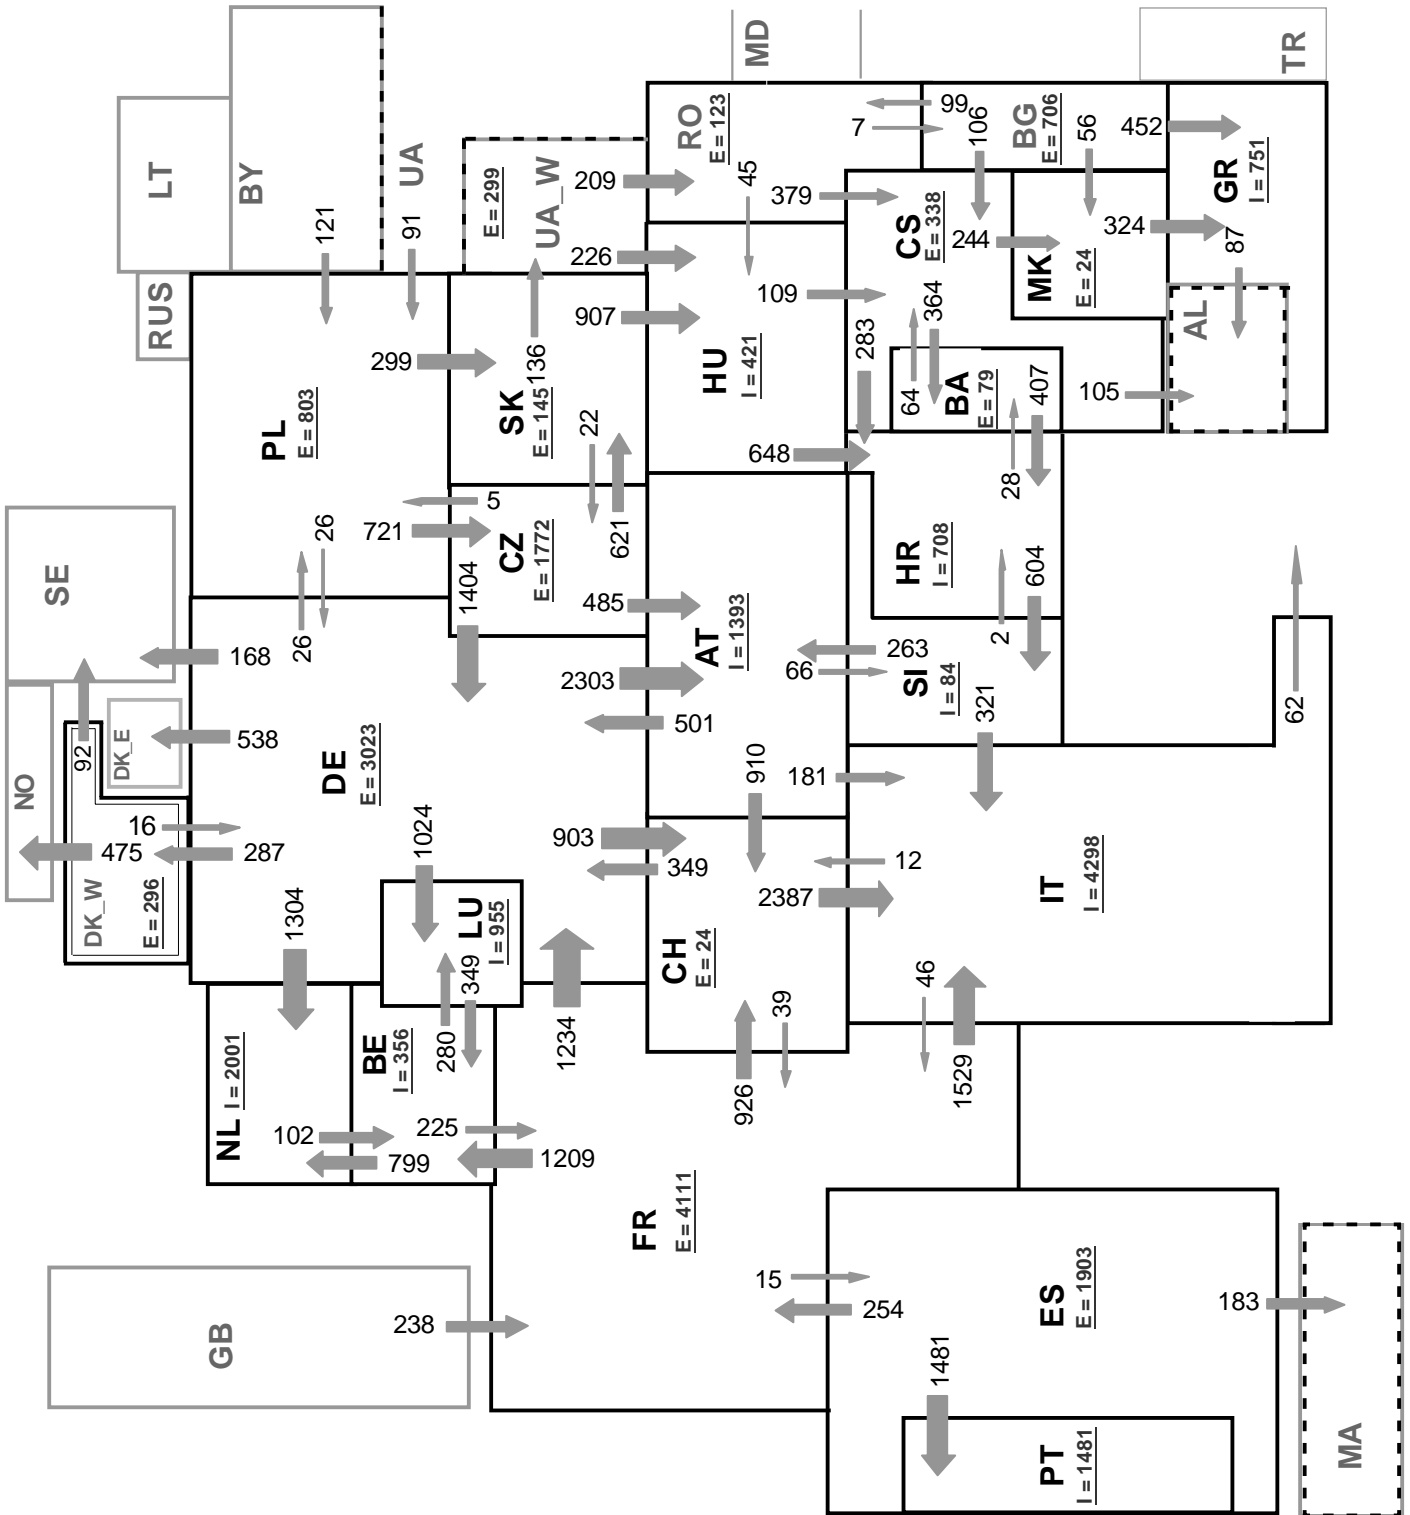 MD
TR
LT
BY
UA
RUS
121
91
E = 299
UA_W
209
226
RO
E = 123
45
7
99
106
BG
E = 706
56
452
GR
I = 751
379
CS
E = 338
244
MK
E = 24
324
87
AL
PL
E = 803
299
SK
E = 145
136
907
HU
I = 421
109
283
364
64
BA
E = 79
407
105
22
621
648
28
SE
26
26
721
5
CZ
E = 1772
1404
485
AT
I = 1393
HR
I = 708
604
2
168
92
DK_E
538
NO
2303
501
66
263
SI
I = 84
321
62
DE
E = 3023
910
181
16
475
287
DK_W
E = 296
1304
1024
LU
I = 955
903
349
CH
E = 24
2387
12
IT
I = 4298
NL
I = 2001
BE
I = 356
280
349
1234
926
39
46
1529
102
799
225
1209
FR
E = 4111
GB
238
15
254
ES
E = 1903
183
MA
1481
PT
I = 1481